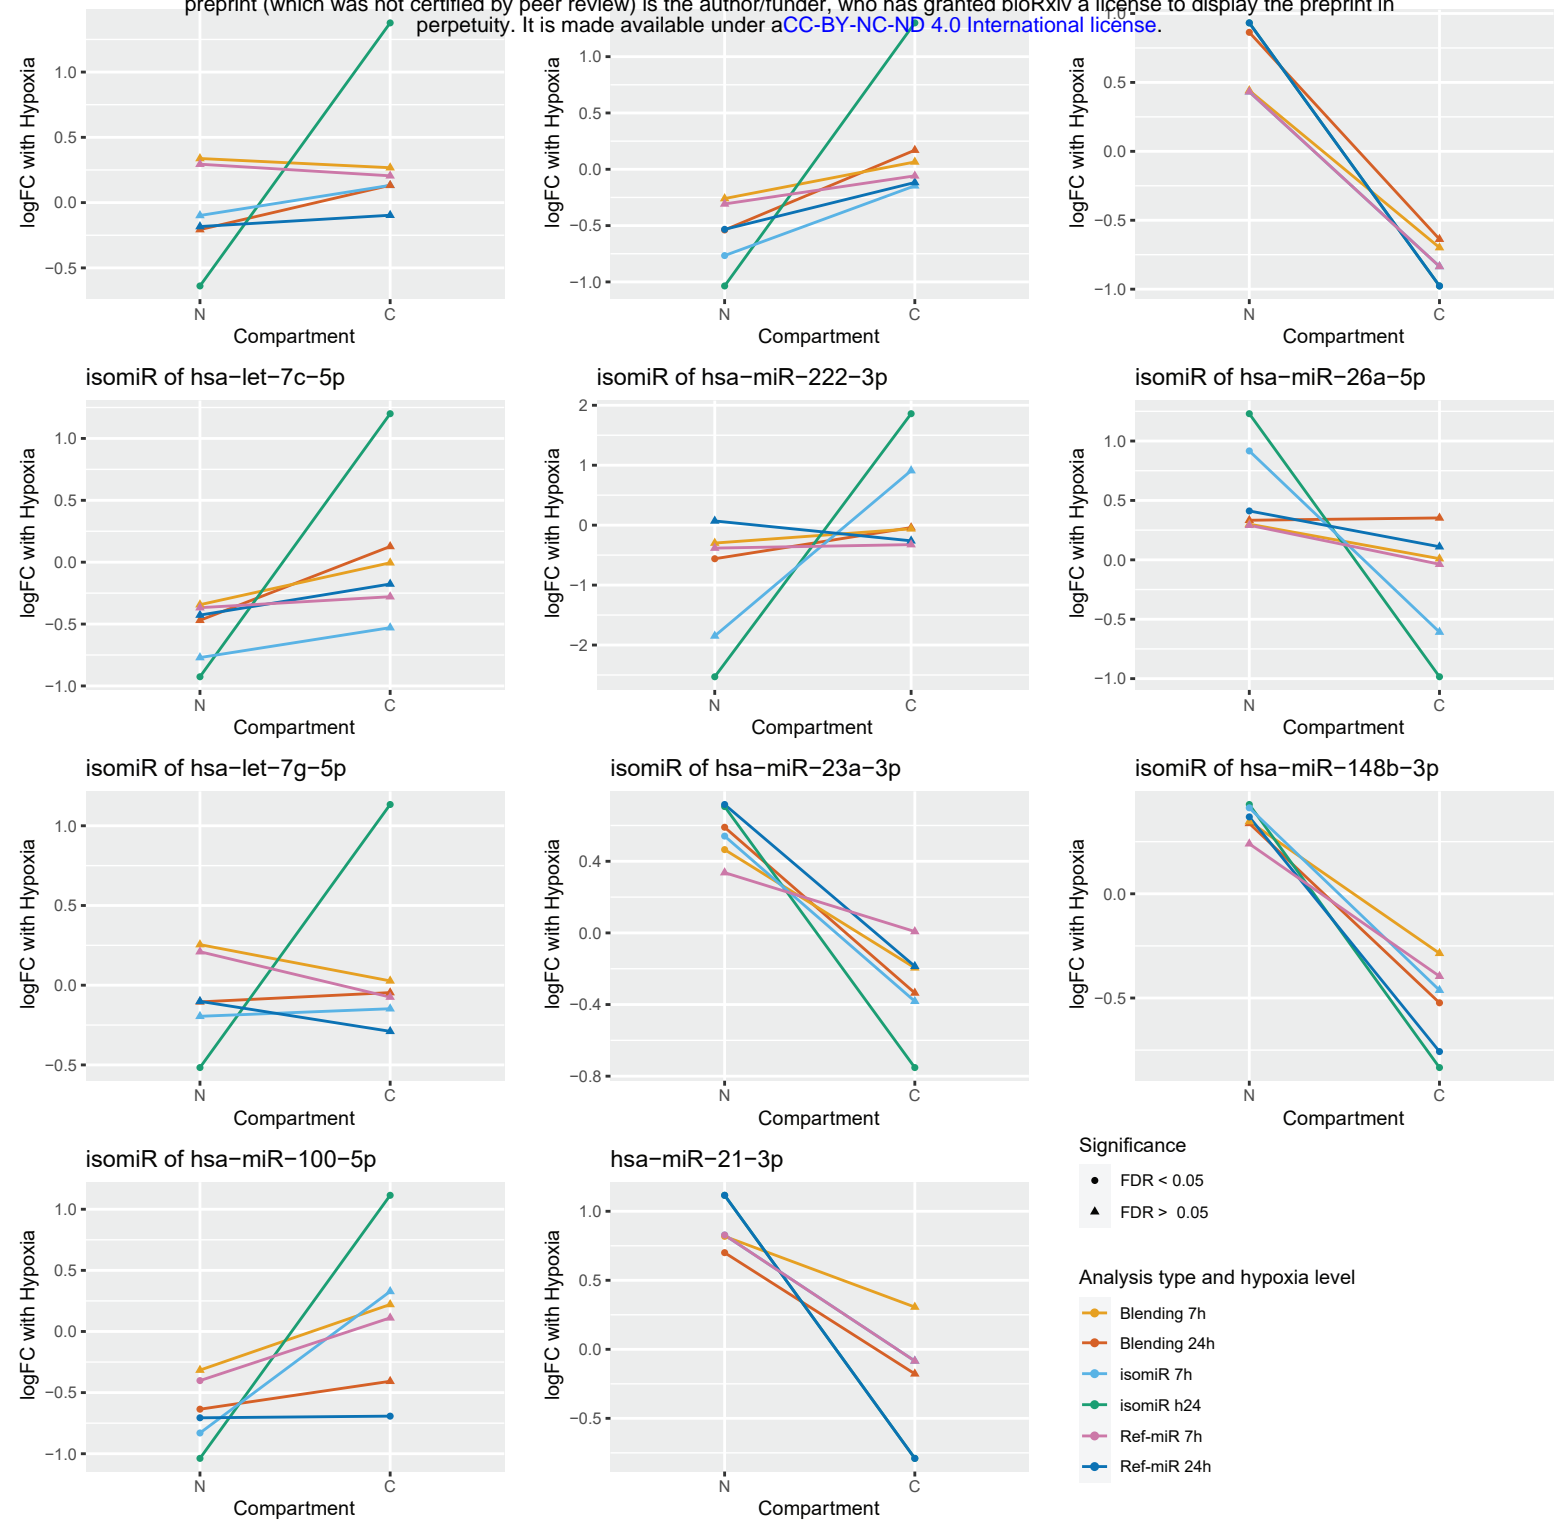 preprint (which was not certified by peer review) is the author/funder, who has granted bioRxiv a license to display the preprint in
perpetuity. It is made available under aCC-BY-NC-ND 4.0 International license.
logFC with Hypoxia
1.0
0.5
0.0
−0.5
N
C
Compartment
logFC with Hypoxia
1.0
0.5
0.0
−0.5
−1.0
N
C
Compartment
logFC with Hypoxia
1.0
0.5
0.0
−0.5
−1.0
N
C
Compartment
isomiR of hsa−let−7c−5p
logFC with Hypoxia
1.0
0.5
0.0
−0.5
−1.0
N
C
Compartment
isomiR of hsa−miR−222−3p
logFC with Hypoxia
2
1
0
−1
−2
N
C
Compartment
isomiR of hsa−miR−26a−5p
logFC with Hypoxia
1.0
0.5
0.0
−0.5
−1.0
N
C
Compartment
isomiR of hsa−let−7g−5p
logFC with Hypoxia
1.0
0.5
0.0
−0.5
N
C
Compartment
isomiR of hsa−miR−23a−3p
logFC with Hypoxia
0.4
0.0
−0.4
−0.8
N
C
Compartment
isomiR of hsa−miR−148b−3p
logFC with Hypoxia
0.0
−0.5
N
C
Compartment
isomiR of hsa−miR−100−5p
logFC with Hypoxia
1.0
0.5
0.0
−0.5
−1.0
N
C
Compartment
hsa−miR−21−3p
logFC with Hypoxia
1.0
0.5
0.0
−0.5
N
C
Compartment
Significance
FDR < 0.05
FDR > 0.05
Analysis type and hypoxia level
Blending 7h
Blending 24h
isomiR 7h
isomiR h24
Ref-miR 7h
Ref-miR 24h